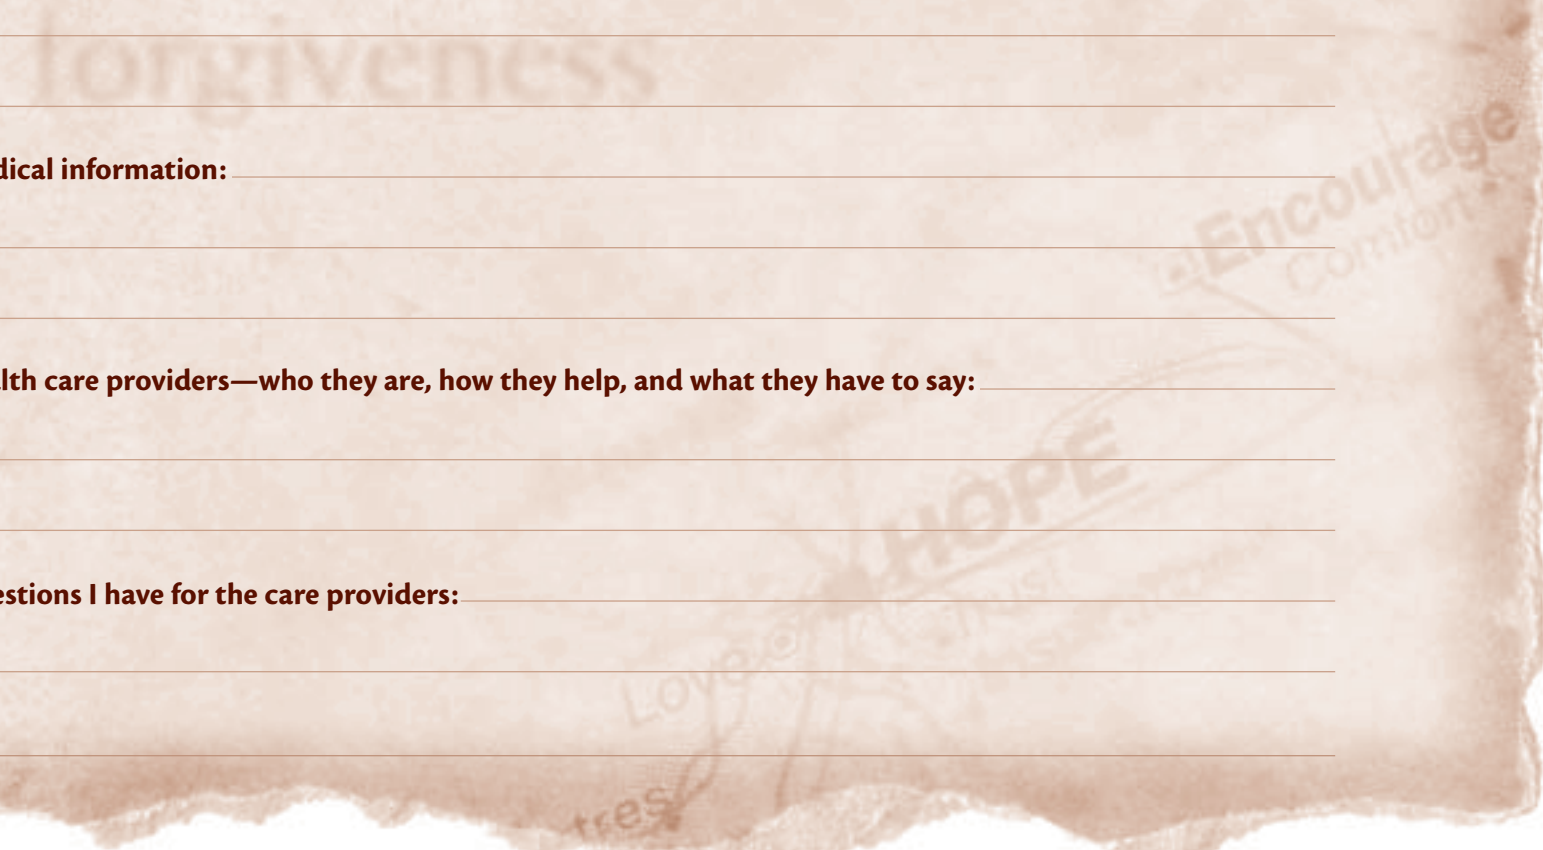 forgiveness
dical information:
Encourage
Comfort
lth care providers—who they are, how they help, and what they have to say:
HOPE
Trust
estions I have for the care providers:
Love